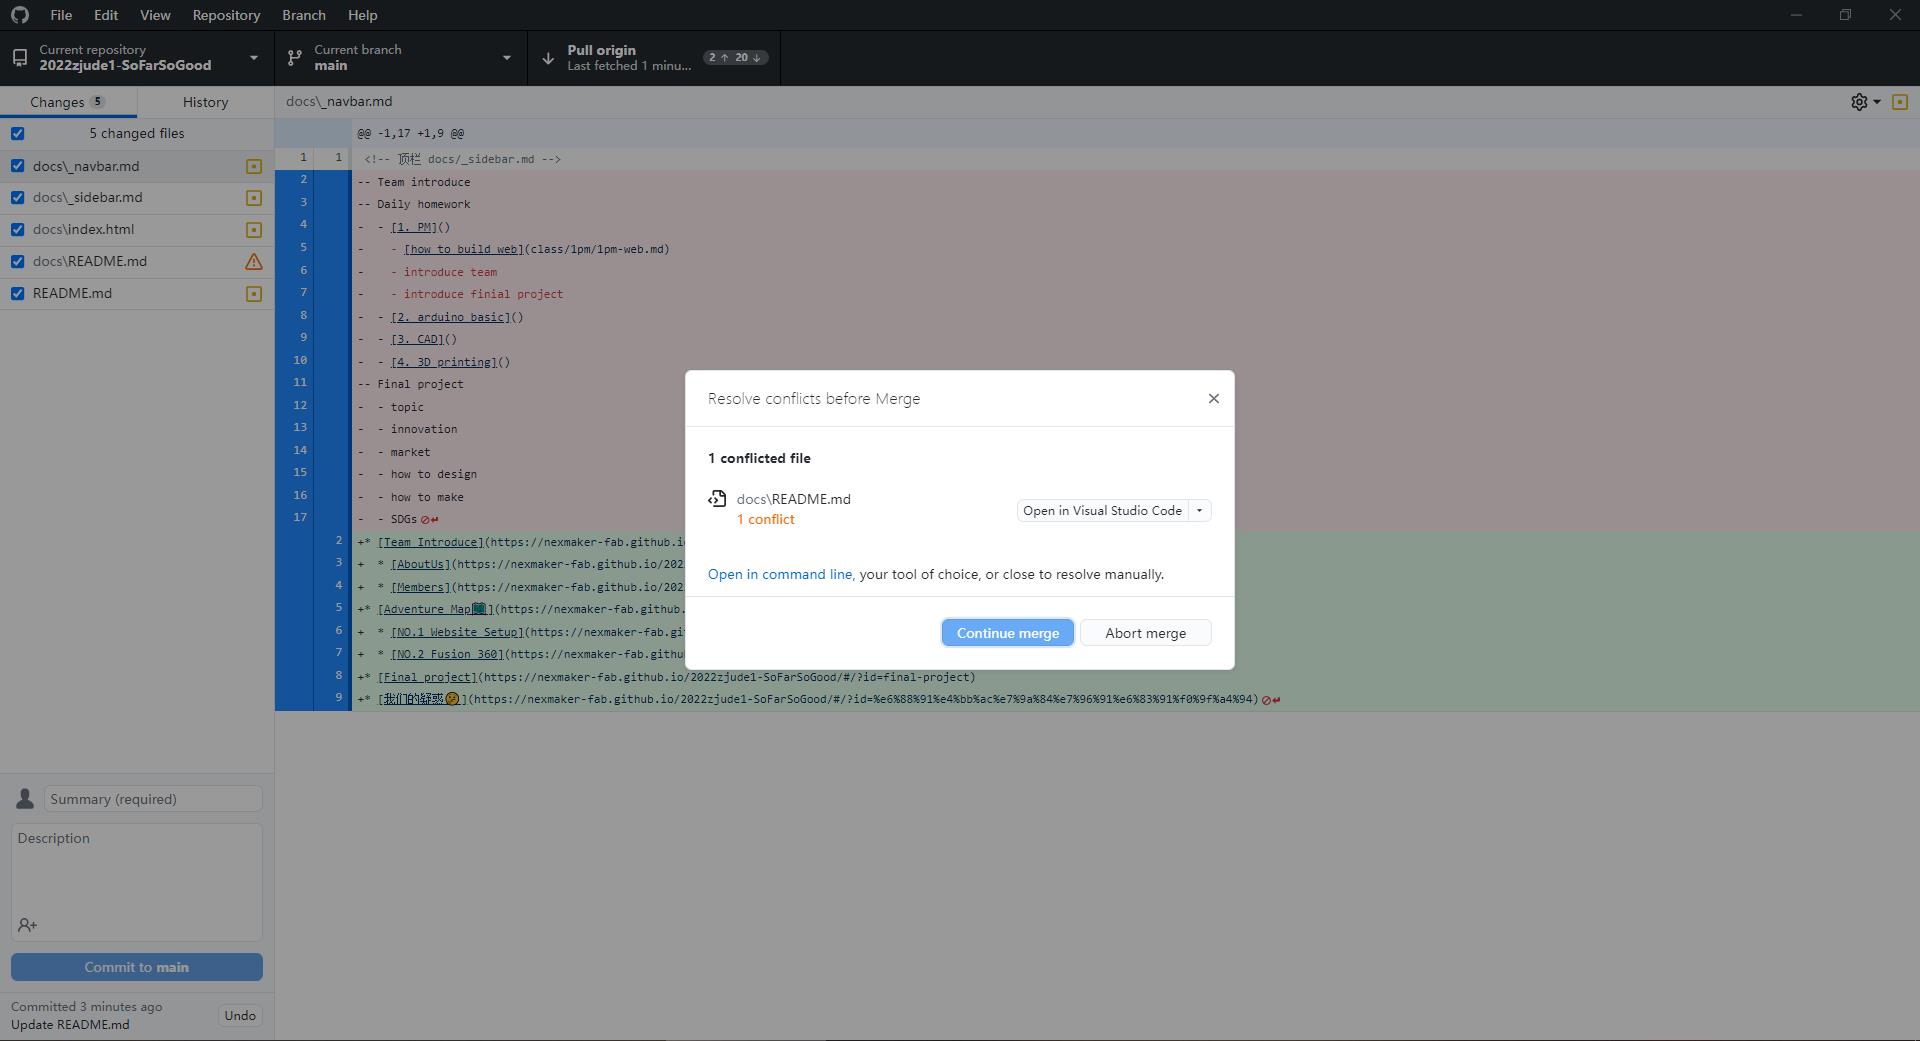 File Edit View Repository Branch Help
Current repository
2022zjude1-SoFarSoGood
Current branch
main
Pull origin
Last fetched 1 minu...
2 ↑ 20 ↓
Changes 5
History
docs\_navbar.md
5 changed files
docs\_navbar.md
docs\_sidebar.md
docs\index.html
docs\README.md
README.md
@@ -1,17 +1,9 @@
1 1 <!-- 顶栏 docs/_sidebar.md -->
2 -- Team introduce
3 -- Daily homework
4 -  - [1. PM]()
5 -    - [how to build web](class/1pm/1pm-web.md)
6 -    - introduce team
7 -    - introduce finial project
8 -  - [2. arduino basic]()
9 -  - [3. CAD]()
10 -  - [4. 3D printing]()
11 -- Final project
12 -  - topic
13 -  - innovation
14 -  - market
15 -  - how to design
16 -  - how to make
17 -  - SDGs
2 +* [Team Introduce](https://nexmaker-fab.github.io
3 +  * [AboutUs](https://nexmaker-fab.github.io/202
4 +  * [Members](https://nexmaker-fab.github.io/202
5 +* [Adventure Map🗺](https://nexmaker-fab.github.
6 +  * [NO.1 Website Setup](https://nexmaker-fab.gi
7 +  * [NO.2 Fusion 360](https://nexmaker-fab.githu
8 +* [Final project](https://nexmaker-fab.github.io/2022zjude1-SoFarSoGood/#/?id=final-project)
9 +* [我们的疑惑🤔](https://nexmaker-fab.github.io/2022zjude1-SoFarSoGood/#/?id=%e6%88%91%e4%bb%ac%e7%9a%84%e7%96%91%e6%83%91%f0%9f%a4%94)
Resolve conflicts before Merge
1 conflicted file
docs\README.md
1 conflict
Open in Visual Studio Code
Open in command line, your tool of choice, or close to resolve manually.
Continue merge
Abort merge
Summary (required)
Description
Commit to main
Committed 3 minutes ago
Update README.md
Undo